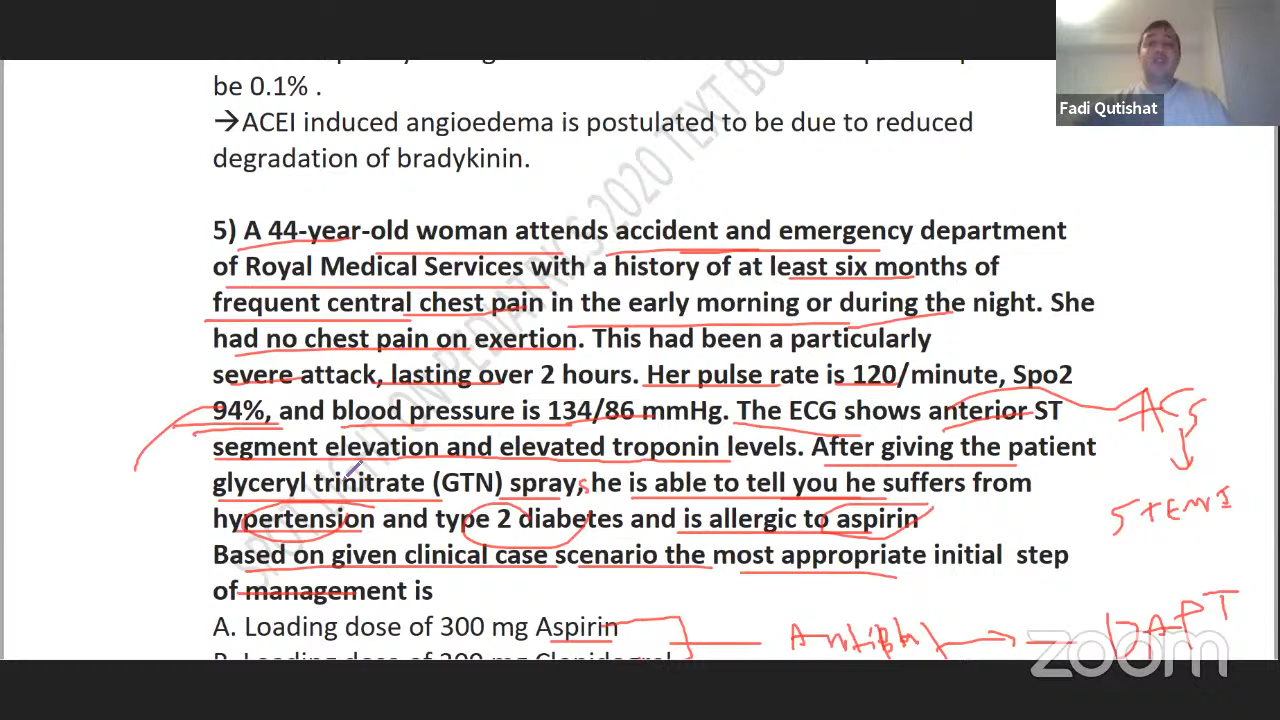 be 0.1% .
→ACEI induced angioedema is postulated to be due to reduced
degradation of bradykinin.
Fadi Qutishat
5) A 44-year-old woman attends accident and emergency department
of Royal Medical Services with a history of at least six months of
frequent central chest pain in the early morning or during the night. She
had no chest pain on exertion. This had been a particularly
severe attack, lasting over 2 hours. Her pulse rate is 120/minute, Spo2
94%, and blood pressure is 134/86 mmHg. The ECG shows anterior ST
segment elevation and elevated troponin levels. After giving the patient
glyceryl trinitrate (GTN) spray, she is able to tell you he suffers from
hypertension and type 2 diabetes and is allergic to aspirin
Based on given clinical case scenario the most appropriate initial  step
of management is
A. Loading dose of 300 mg Aspirin
B. Loading dose of 300 mg Clopidogrel
ACS
STEMI
DAPT
zoom